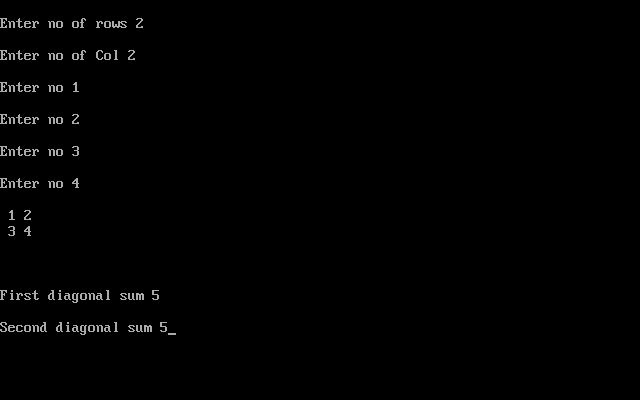 Enter no of rows 2
Enter no of Col 2
Enter no 1
Enter no 2
Enter no 3
Enter no 4
1 2
3 4
First diagonal sum 5
Second diagonal sum 5_